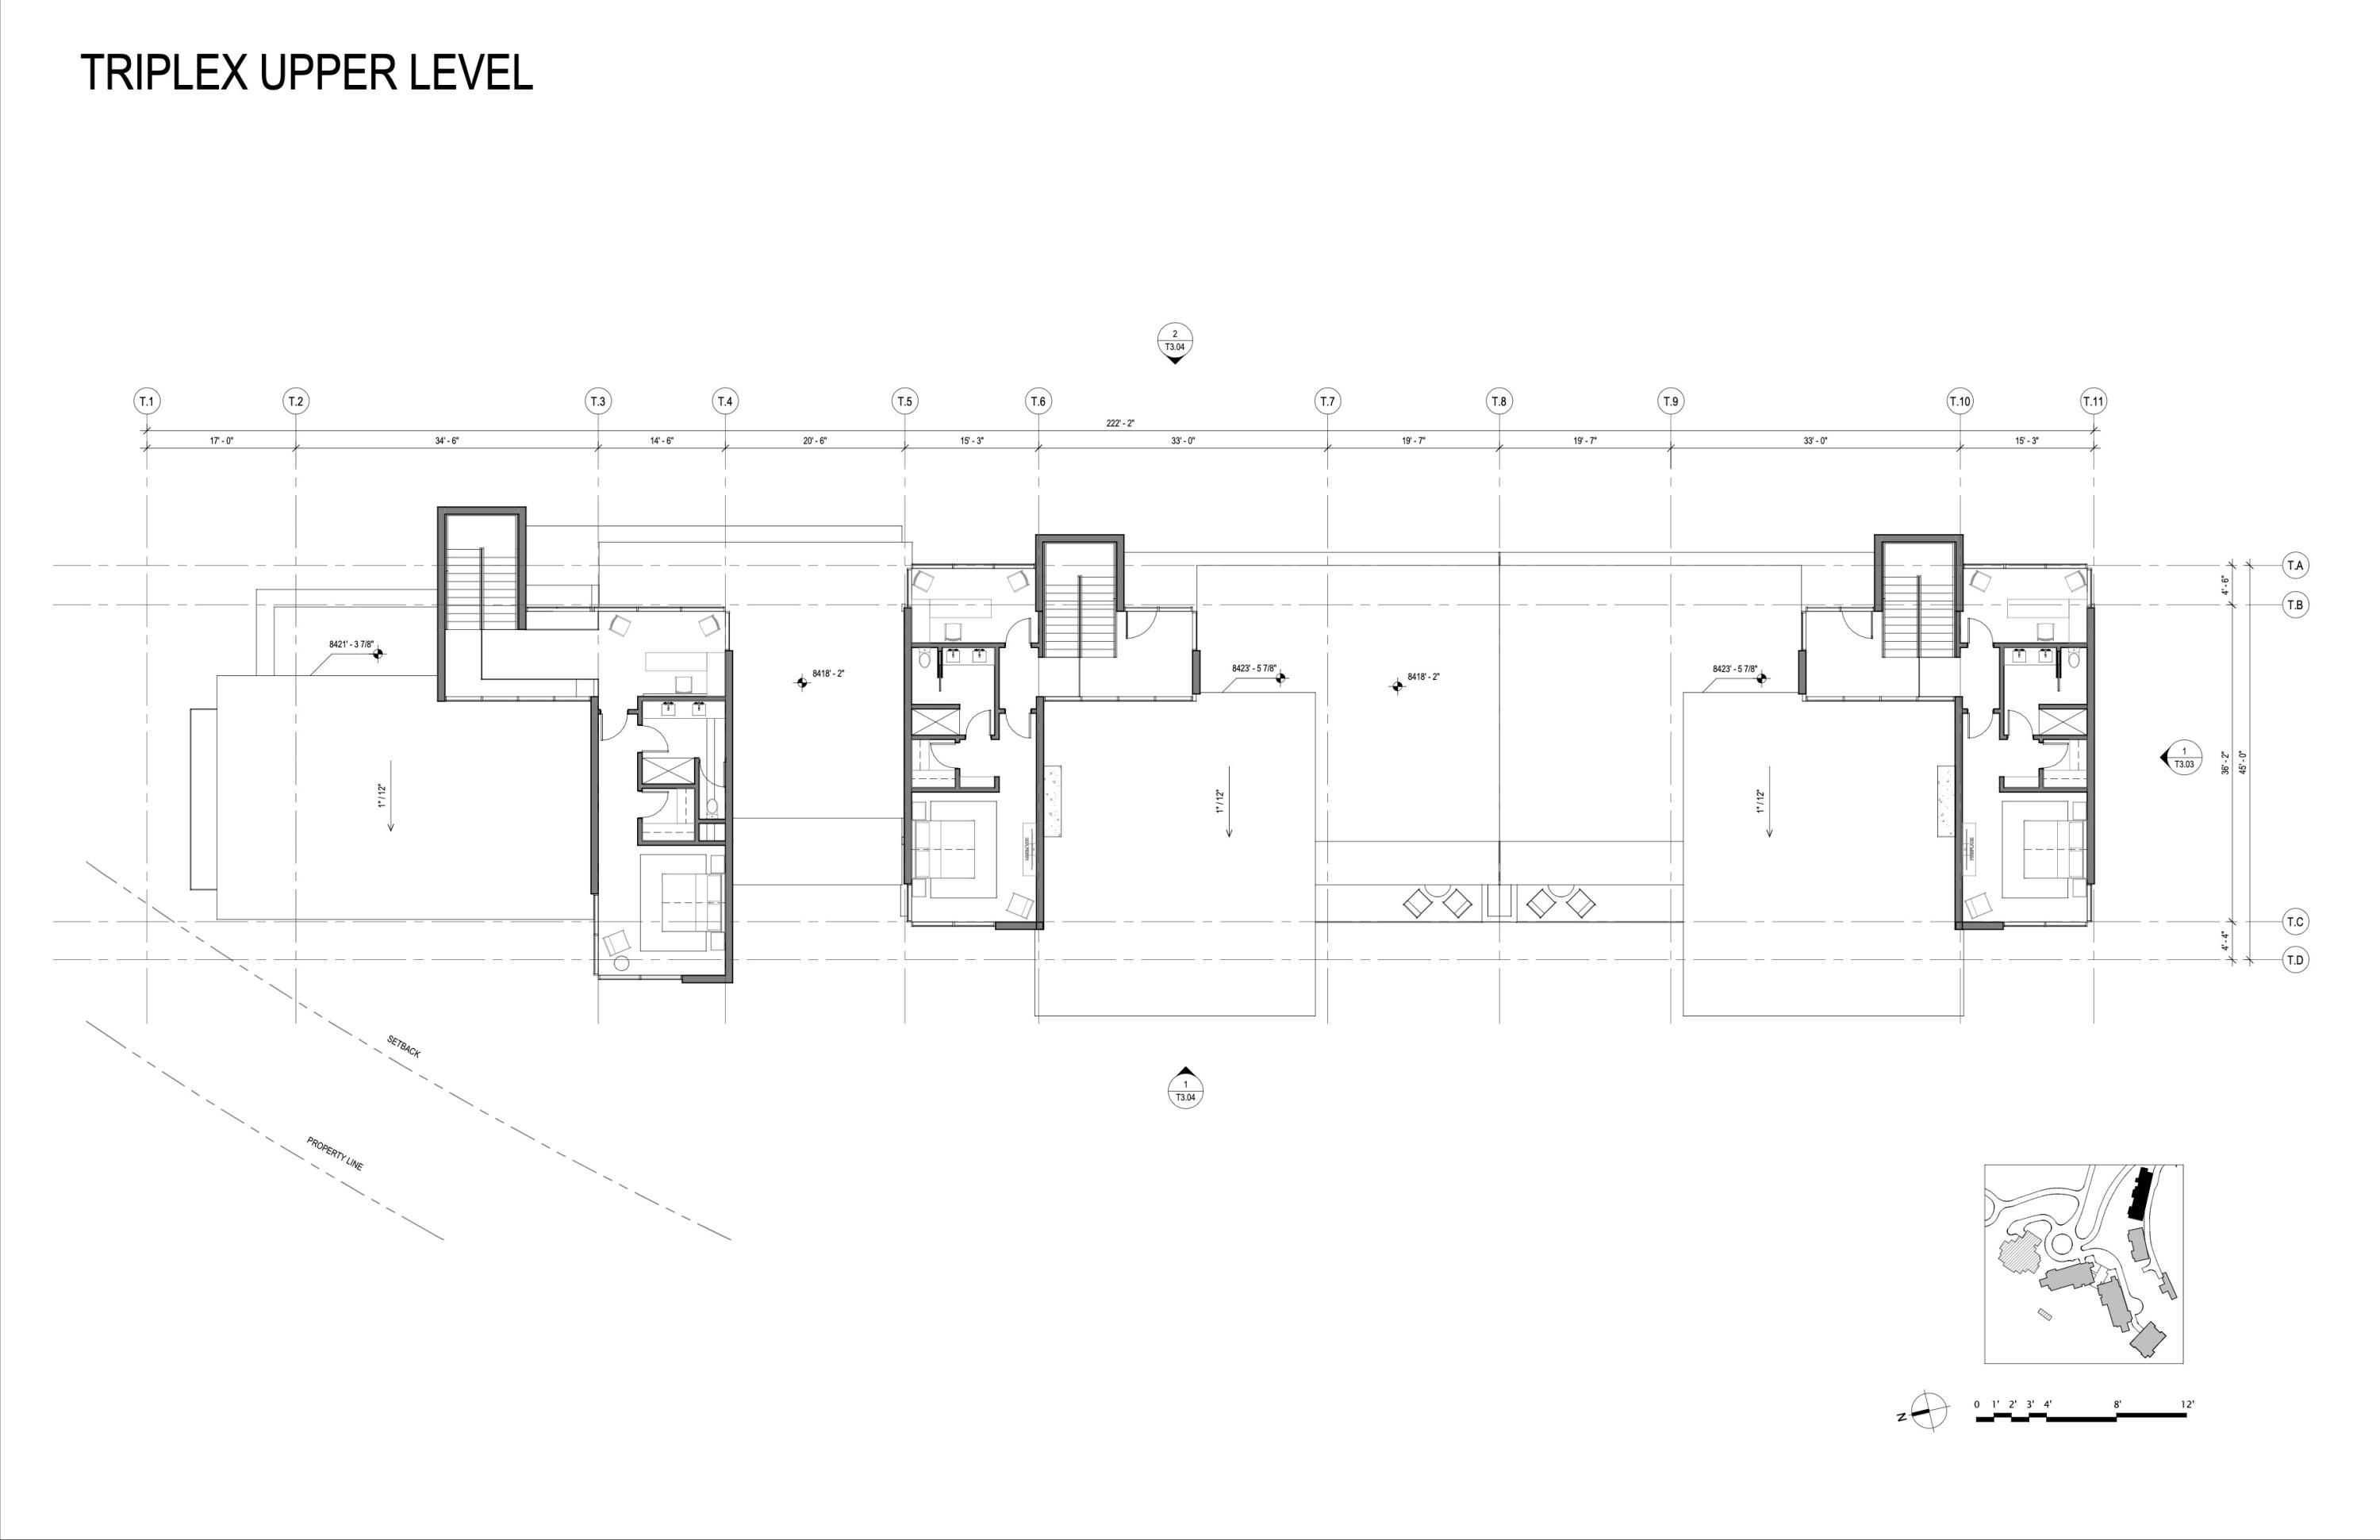 TRIPLEX UPPER LEVEL
2
T3.04
T.1 T.2 T.3 T.4 T.5 T.6 T.7 T.8 T.9 T.10 T.11
222' - 2"
17' - 0" 34' - 6" 14' - 6" 20' - 6" 15' - 3" 33' - 0" 19' - 7" 19' - 7" 33' - 0" 15' - 3"
T.A
4' - 6"
T.B
8421' - 3 7/8"
8418' - 2"
8423' - 5 7/8"
8418' - 2"
8423' - 5 7/8"
1
T3.03
36' - 2"
45' - 0"
1" / 12"
1" / 12"
1" / 12"
FIREPLACE
FIREPLACE
T.C
4' - 4"
T.D
SETBACK
1
T3.04
PROPERTY LINE
N
0 1' 2' 3' 4' 8' 12'